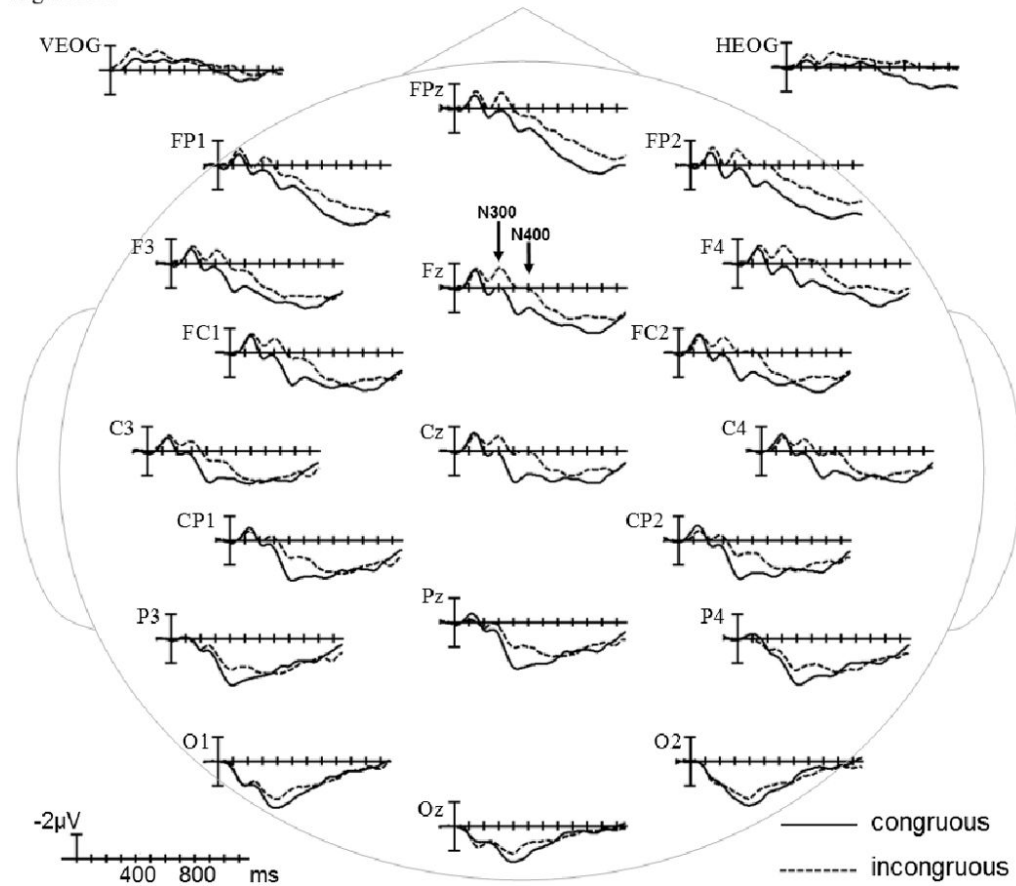 VEOG
HEOG
FPz
FP1
FP2
N300
N400
F3
Fz
F4
FC1
FC2
C3
Cz
C4
CP1
CP2
P3
Pz
P4
O1
O2
Oz
-2µV
400 800 ms
congruous
incongruous